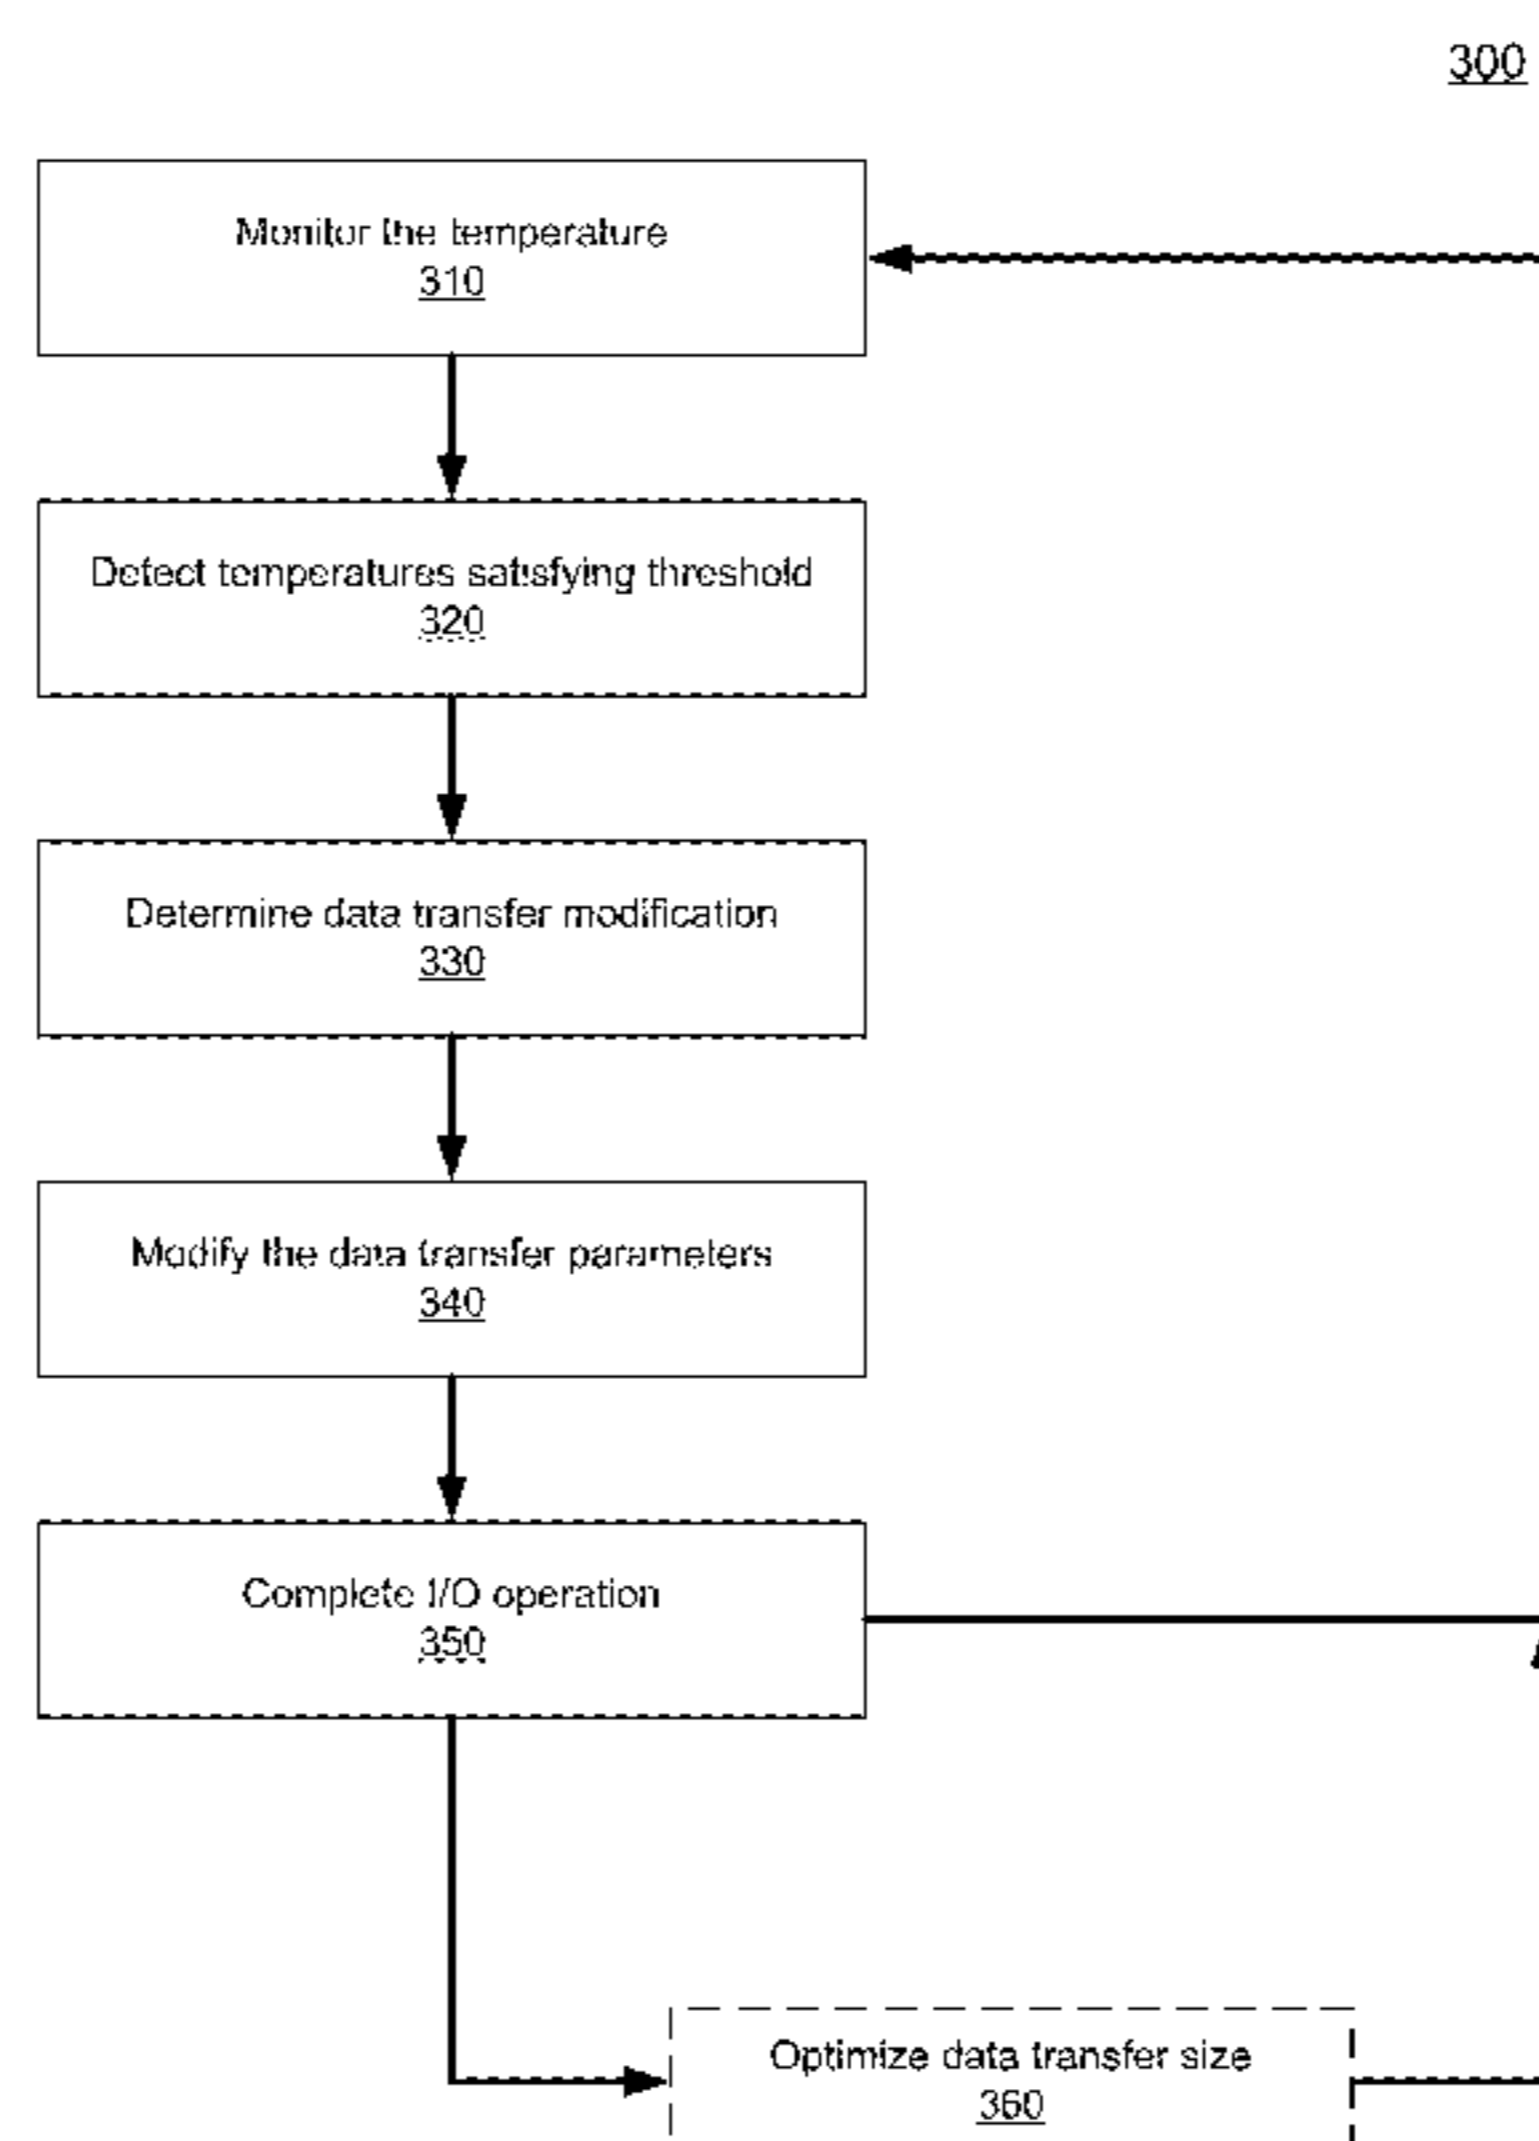 300
Monitor the temperature
310
Detect temperatures satisfying threshold
320
Determine data transfer modification
330
Modify the data transfer parameters
340
Complete I/O operation
350
Optimize data transfer size
360